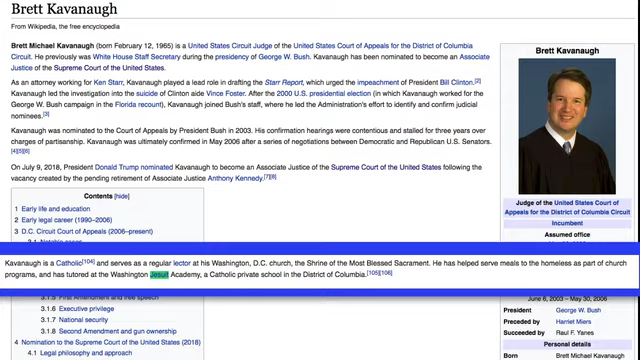 Brett Kavanaugh
From Wikipedia, the free encyclopedia
Brett Michael Kavanaugh (born February 12, 1965) is a United States Circuit Judge of the United States Court of Appeals for the District of Columbia
Circuit. He previously was White House Staff Secretary during the presidency of George W. Bush. Kavanaugh has been nominated to become an Associate
Justice of the Supreme Court of the United States.
As an attorney working for Ken Starr, Kavanaugh played a lead role in drafting the Starr Report, which urged the impeachment of President Bill Clinton.[2]
Kavanaugh led the investigation into the suicide of Clinton aide Vince Foster. After the 2000 U.S. presidential election (in which Kavanaugh worked for the
George W. Bush campaign in the Florida recount), Kavanaugh joined Bush's staff, where he led the Administration's effort to identify and confirm judicial
nominees.[3]
Kavanaugh was nominated to the Court of Appeals by President Bush in 2003. His confirmation hearings were contentious and stalled for three years over
charges of partisanship. Kavanaugh was ultimately confirmed in May 2006 after a series of negotiations between Democratic and Republican U.S. Senators.
[4][5][6]
On July 9, 2018, President Donald Trump nominated Kavanaugh to become an Associate Justice of the Supreme Court of the United States following the
vacancy created by the pending retirement of Associate Justice Anthony Kennedy.[7][8]
Contents [hide]
1 Early life and education
2 Early legal career (1990–2006)
3 D.C. Circuit Court of Appeals (2006–present)
Brett Kavanaugh
Judge of the United States Court of
Appeals for the District of Columbia Circuit
Incumbent
Assumed office
Kavanaugh is a Catholic[104] and serves as a regular lector at his Washington, D.C. church, the Shrine of the Most Blessed Sacrament. He has helped serve meals to the homeless as part of church
programs, and has tutored at the Washington Jesuit Academy, a Catholic private school in the District of Columbia.[105][106]
3.1.5 First Amendment and free speech
3.1.6 Executive privilege
3.1.7 National security
3.1.8 Second Amendment and gun ownership
4 Nomination to the Supreme Court of the United States (2018)
4.1 Legal philosophy and approach
June 6, 2003 – May 30, 2006
President George W. Bush
Preceded by Harriet Miers
Succeeded by Raul F. Yanes
Personal details
Born Brett Michael Kavanaugh